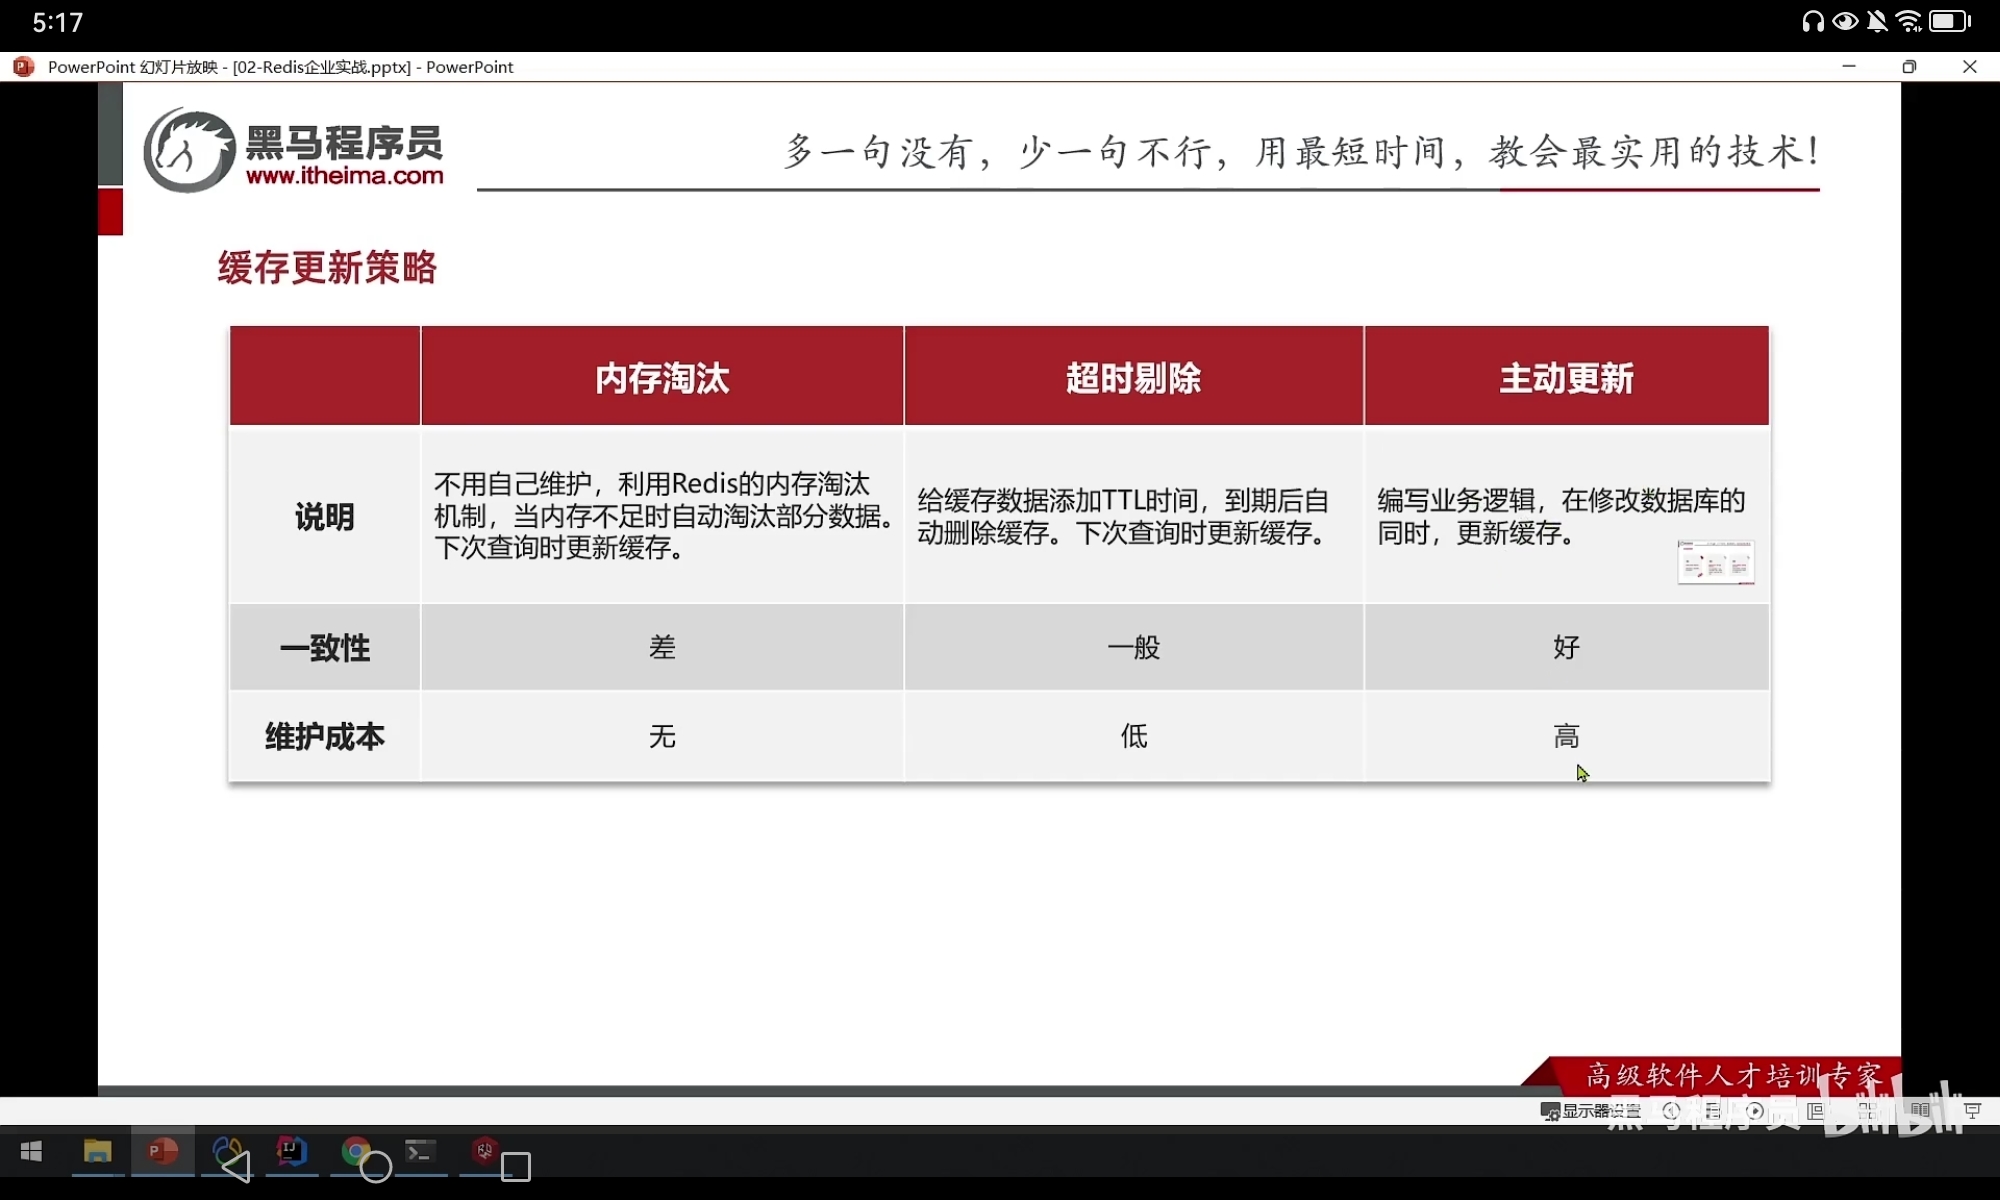 5:17
PowerPoint 幻灯片放映 - [02-Redis企业实战.pptx] - PowerPoint
黑马程序员
www.itheima.com
多一句没有，少一句不行，用最短时间，教会最实用的技术！
缓存更新策略
内存淘汰
超时剔除
主动更新
说明
不用自己维护，利用Redis的内存淘汰
机制，当内存不足时自动淘汰部分数据。
下次查询时更新缓存。
给缓存数据添加TTL时间，到期后自
动删除缓存。下次查询时更新缓存。
编写业务逻辑，在修改数据库的
同时，更新缓存。
一致性
差
一般
好
维护成本
无
低
高
高级软件人才培训专家
显示器设置
黑马程序员 bilibili